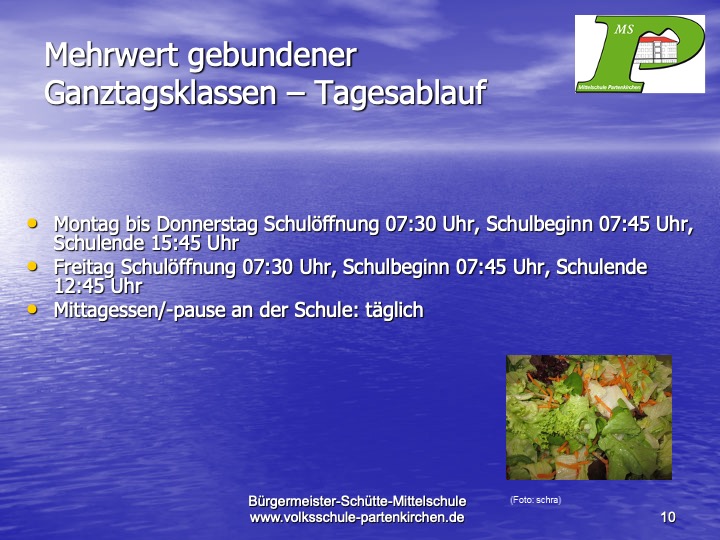 MS
Mittelschule Partenkirchen
Mehrwert gebundener
Ganztagsklassen – Tagesablauf
Montag bis Donnerstag Schulöffnung 07:30 Uhr, Schulbeginn 07:45 Uhr,
Schulende 15:45 Uhr
Freitag Schulöffnung 07:30 Uhr, Schulbeginn 07:45 Uhr, Schulende
12:45 Uhr
Mittagessen/-pause an der Schule: täglich
(Foto: schra)
Bürgermeister-Schütte-Mittelschule
www.volksschule-partenkirchen.de
10